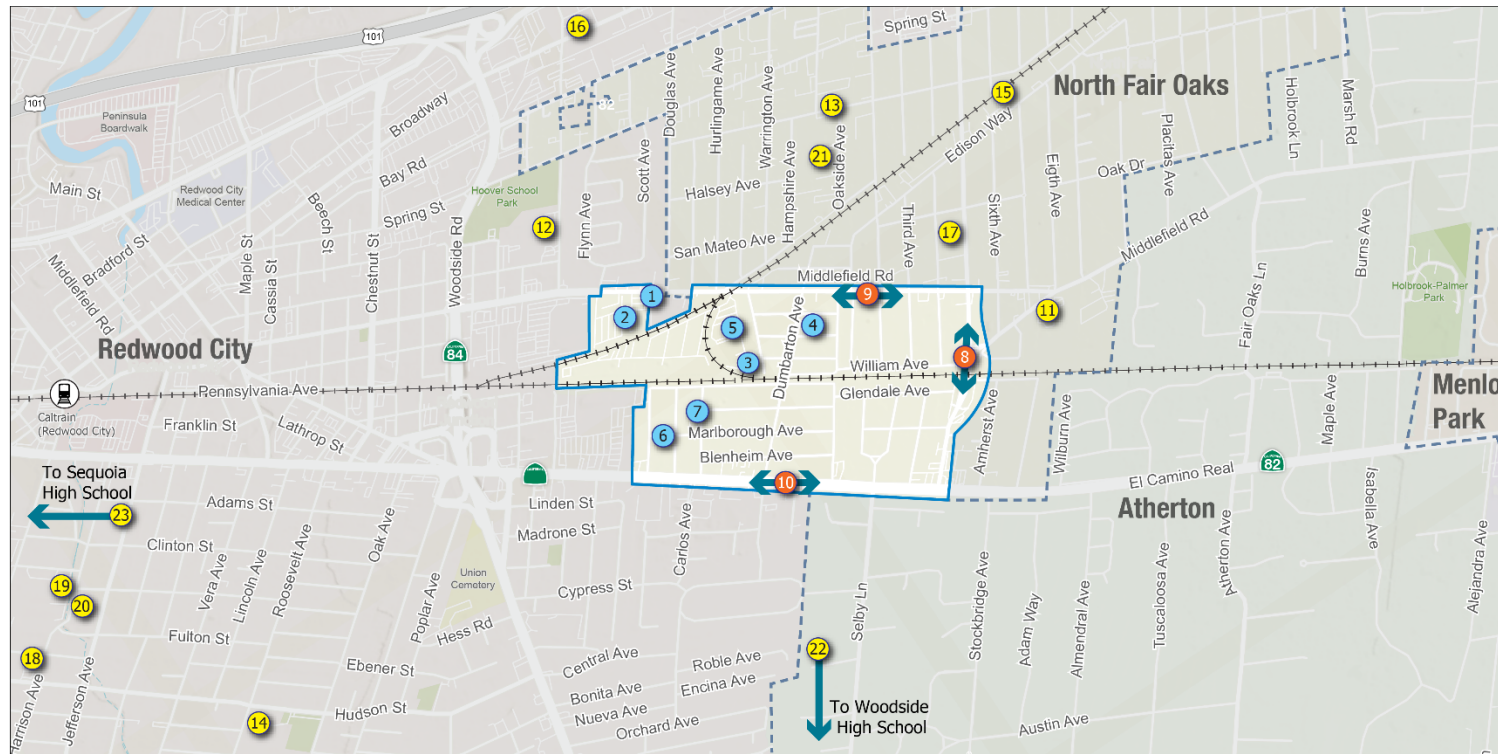 16
Spring St
101
Douglas Ave
Hurlingame Ave
Warrington Ave
13
15
North Fair Oaks
Holbrook Ln
Marsh Rd
101
Peninsula
Boardwalk
Broadway
32
Scott Ave
Hampshire Ave
Oakside Ave
21
Edison Way
Placitas Ave
Eigth Ave
Oak Dr
Main St
Redwood City
Medical Center
Bay Rd
Beech St
Spring St
Hoover School
Park
Halsey Ave
12
Flynn Ave
San Mateo Ave
Third Ave
17
Sixth Ave
Middlefield Rd
Burns Ave
Bradford St
Middlefield Rd
Maple St
Cassia St
Chestnut St
Woodside Rd
Middlefield Rd
Fair Oaks Ln
Holbrook-Palmer
Park
1
2
9
5
4
11
Dumbarton Ave
Redwood City
84
3
William Ave
8
Pennsylvania Ave
Glendale Ave
Caltrain
(Redwood City)
Franklin St
Lathrop St
7
6
Marlborough Ave
Blenheim Ave
Amherst Ave
Wilburn Ave
Maple Ave
Menlo
Park
To Sequoia
High School
23
Adams St
Linden St
Madrone St
10
El Camino Real
82
Atherton
Isabella Ave
Clinton St
Oak Ave
Carlos Ave
19
20
Vera Ave
Lincoln Ave
Roosevelt Ave
Union
Cemetery
Cypress St
Selby Ln
Stockbridge Ave
Adam Way
Almendral Ave
Tuscaloosa Ave
Atherton Ave
Alejandra Ave
Fulton St
Poplar Ave
Hess Rd
18
Harrison Ave
Jefferson Ave
Ebener St
Central Ave
Roble Ave
22
Bonita Ave
Encina Ave
14
Hudson St
Nueva Ave
Orchard Ave
To Woodside
High School
Austin Ave